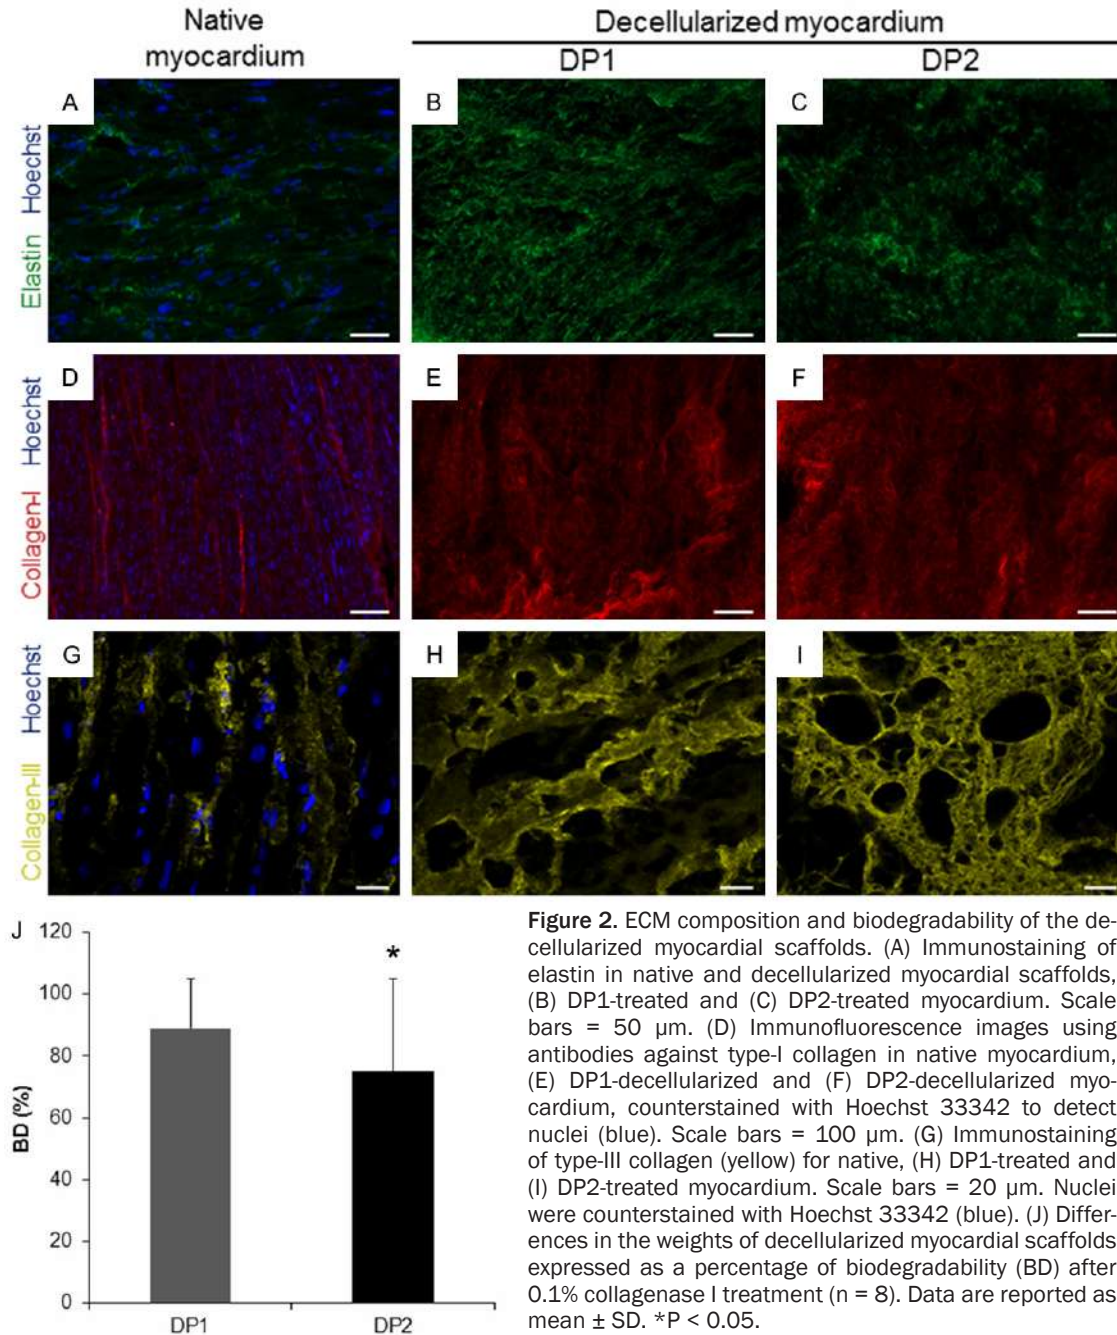 Native
myocardium
Decellularized myocardium
DP1
DP2
A
B
C
Elastin Hoechst
D
E
F
Collagen-I Hoechst
G
H
I
Collagen-III Hoechst
J
120
100
80
60
40
20
0
BD (%)
*
DP1
DP2
Figure 2. ECM composition and biodegradability of the de-
cellularized myocardial scaffolds. (A) Immunostaining of
elastin in native and decellularized myocardial scaffolds,
(B) DP1-treated and (C) DP2-treated myocardium. Scale
bars = 50 µm. (D) Immunofluorescence images using
antibodies against type-I collagen in native myocardium,
(E) DP1-decellularized and (F) DP2-decellularized myo-
cardium, counterstained with Hoechst 33342 to detect
nuclei (blue). Scale bars = 100 µm. (G) Immunostaining
of type-III collagen (yellow) for native, (H) DP1-treated and
(I) DP2-treated myocardium. Scale bars = 20 µm. Nuclei
were counterstained with Hoechst 33342 (blue). (J) Differ-
ences in the weights of decellularized myocardial scaffolds
expressed as a percentage of biodegradability (BD) after
0.1% collagenase I treatment (n = 8). Data are reported as
mean ± SD. *P < 0.05.